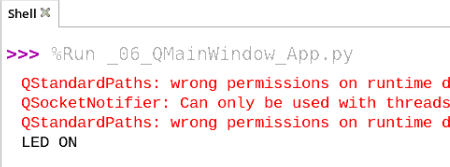 Shell
>>> %Run _06_QMainWindow_App.py
QStandardPaths: wrong permissions on runtime d
QSocketNotifier: Can only be used with threads
QStandardPaths: wrong permissions on runtime d
LED ON